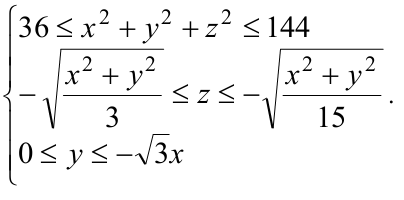 36 ≤ x² + y² + z² ≤ 144
−√((x² + y²)/3) ≤ z ≤ −√((x² + y²)/15) .
0 ≤ y ≤ −√3x